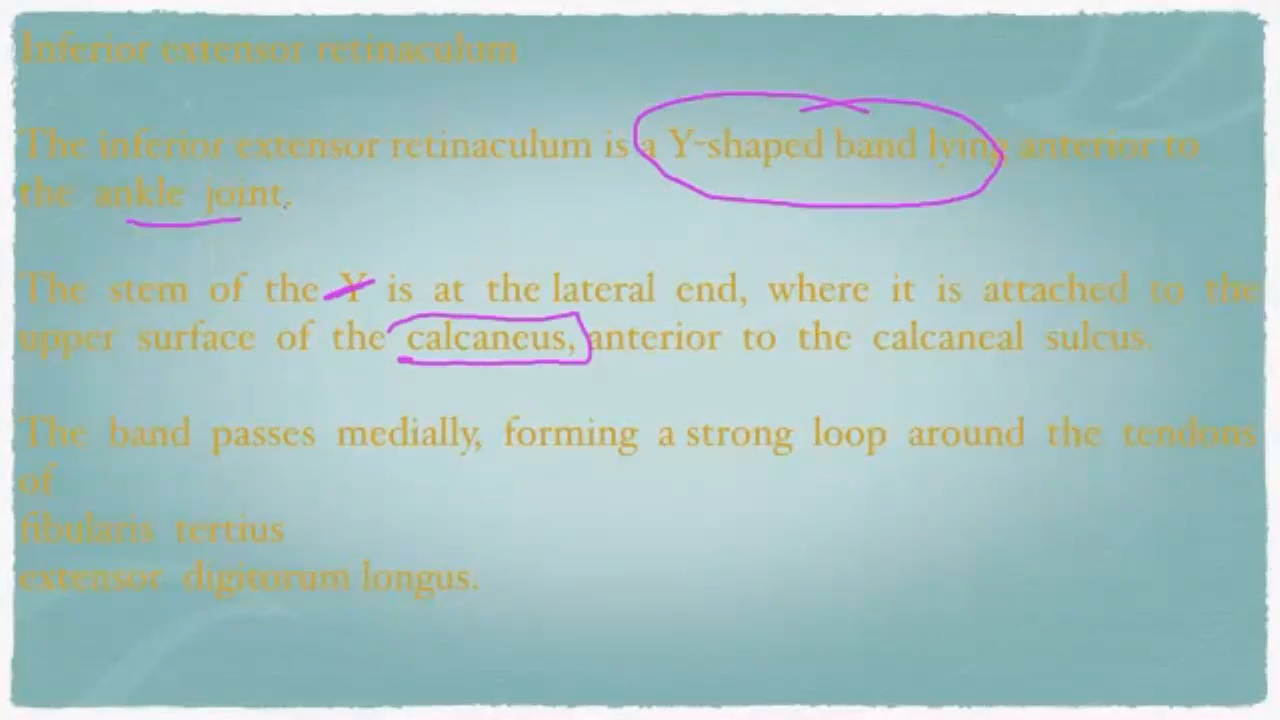 Inferior extensor retinaculum
The inferior extensor retinaculum is a Y-shaped band lying anterior to
the ankle joint.
The stem of the Y is at the lateral end, where it is attached to the
upper surface of the calcaneus, anterior to the calcaneal sulcus.
The band passes medially, forming a strong loop around the tendons
of
fibularis tertius
extensor digitorum longus.